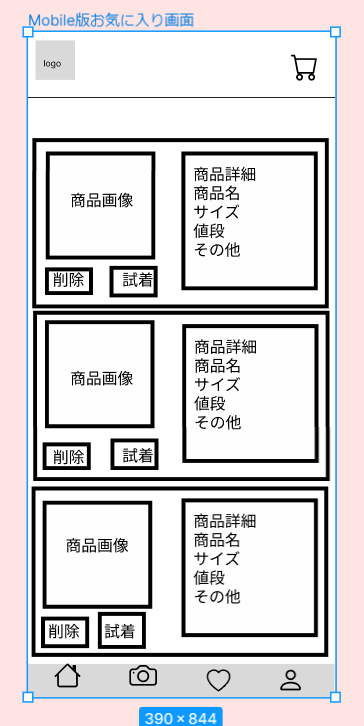 Mobile版お気に入り画面
logo
商品画像
削除
試着
商品詳細
商品名
サイズ
値段
その他
商品画像
削除
試着
商品詳細
商品名
サイズ
値段
その他
商品画像
削除
試着
商品詳細
商品名
サイズ
値段
その他
390 × 844